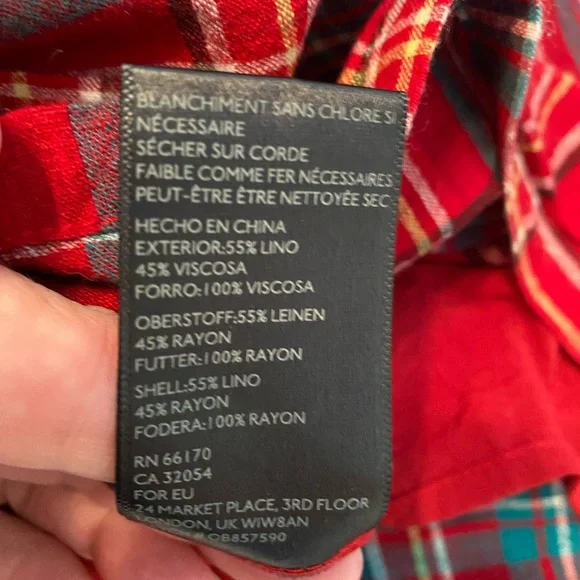 BLANCHIMENT SANS CHLORE SI
NÉCESSAIRE
SÉCHER SUR CORDE
FAIBLE COMME FER NÉCESSAIRES
PEUT-ÊTRE ÊTRE NETTOYÉE SEC
HECHO EN CHINA
EXTERIOR:55% LINO
45% VISCOSA
FORRO:100% VISCOSA
OBERSTOFF:55% LEINEN
45% RAYON
FUTTER:100% RAYON
SHELL:55% LINO
45% RAYON
FODERA:100% RAYON
RN 66170
CA 32054
FOR EU
24 MARKET PLACE, 3RD FLOOR
LONDON, UK W1W8AN
OB857590